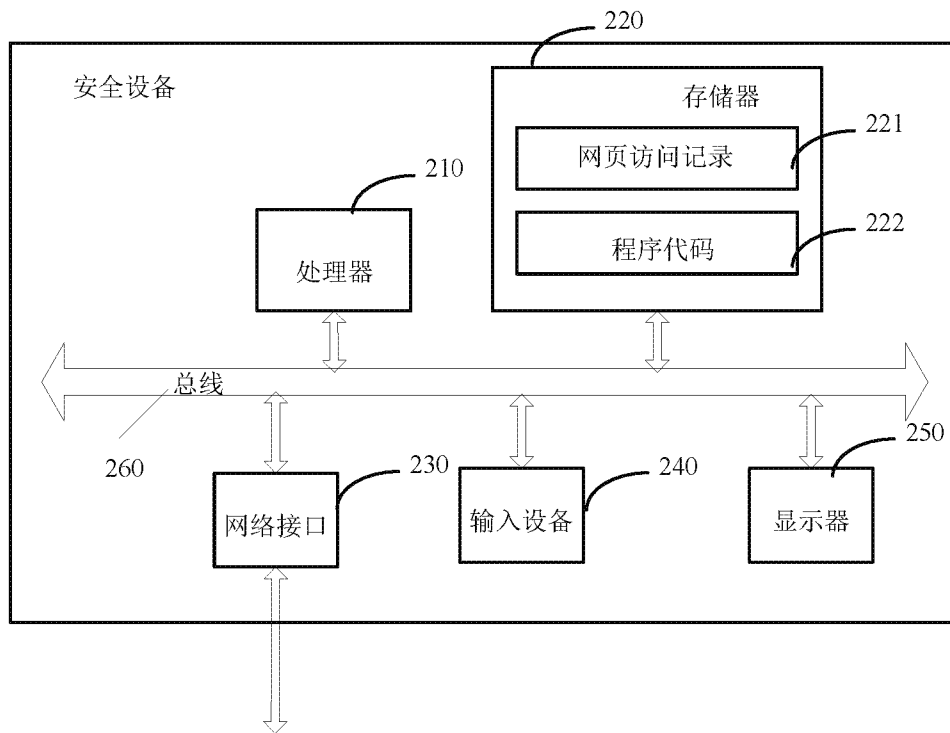 220
安全设备
存储器
网页访问记录
221
210
程序代码
222
处理器
总线
260
230
240
250
网络接口
输入设备
显示器